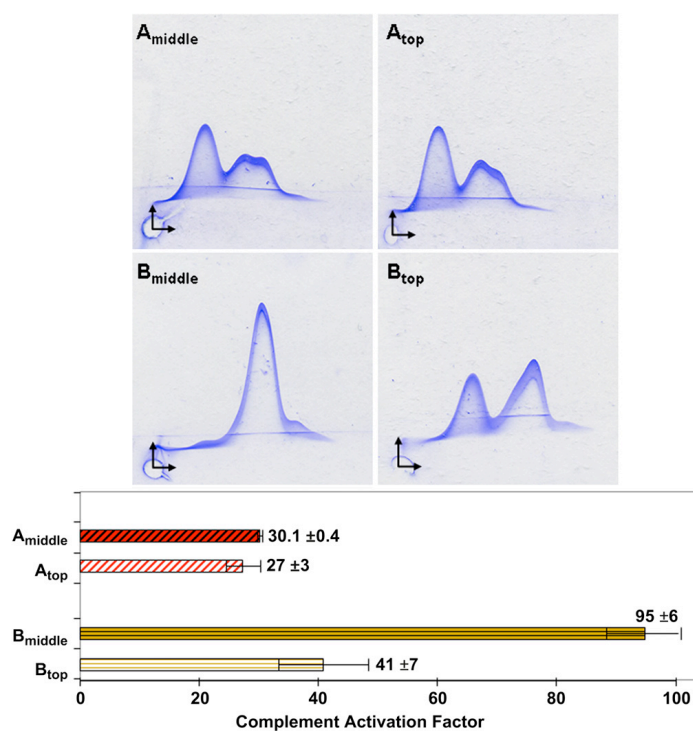 Amiddle
Atop
Bmiddle
Btop
Amiddle
30.1 ±0.4
Atop
27 ±3
Bmiddle
95 ±6
Btop
41 ±7
0 20 40 60 80 100
Complement Activation Factor